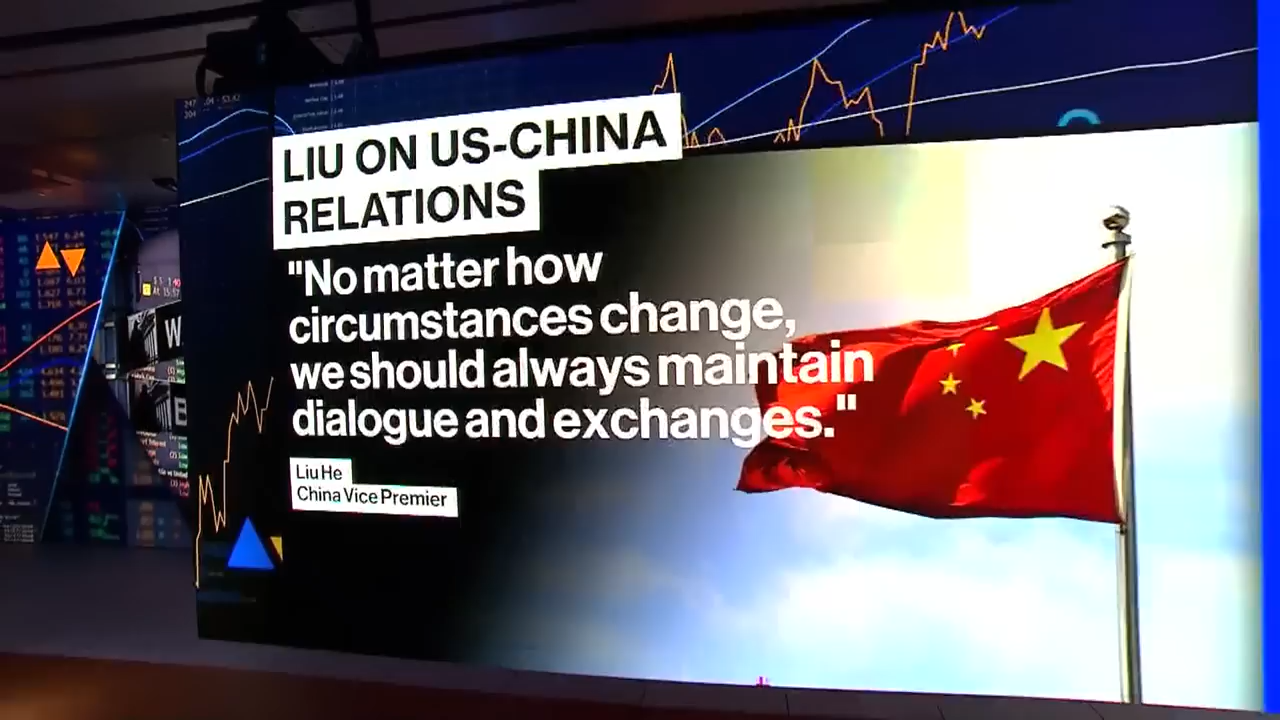 LIU ON US-CHINA
RELATIONS
"No matter how
circumstances change,
we should always maintain
dialogue and exchanges."
Liu He
China Vice Premier